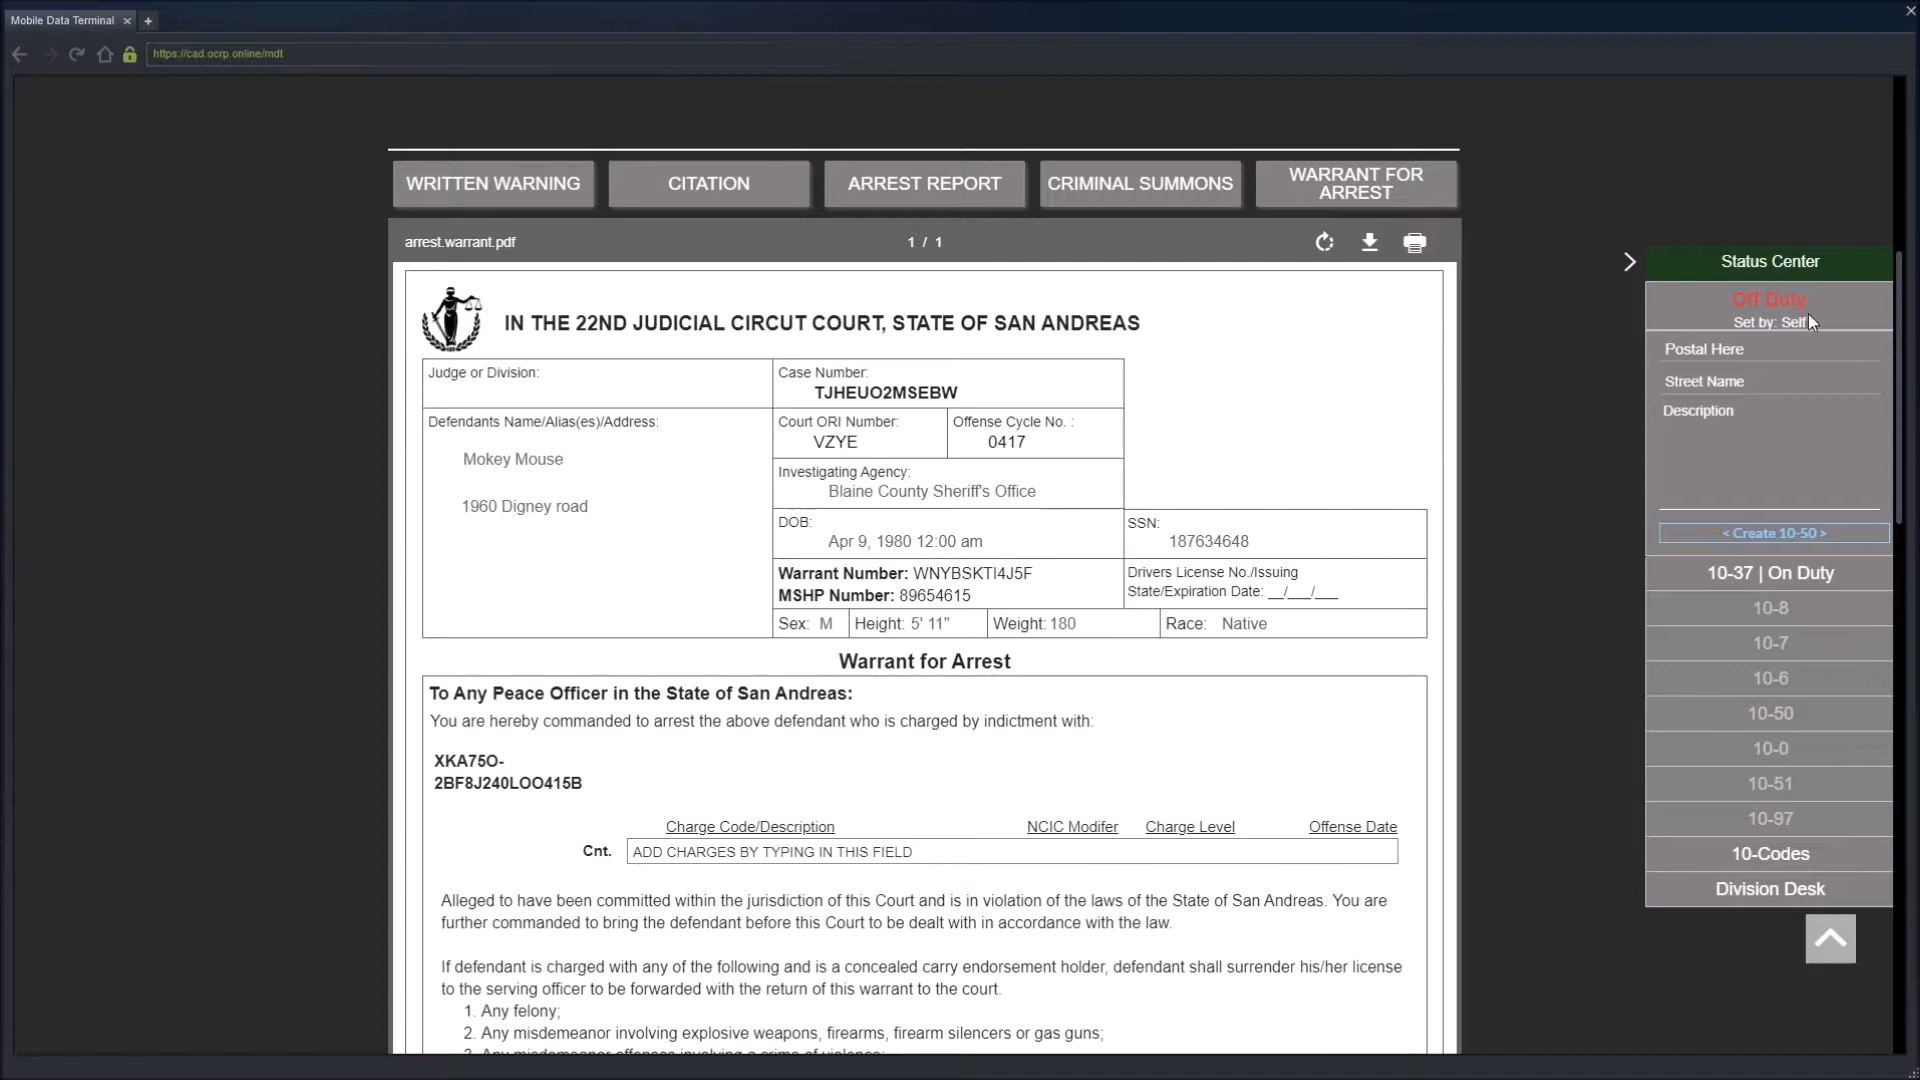 Mobile Data Terminal
https://cad.ocrp.online/mdt
WRITTEN WARNING
CITATION
ARREST REPORT
CRIMINAL SUMMONS
WARRANT FOR
ARREST
arrest.warrant.pdf
1 / 1
IN THE 22ND JUDICIAL CIRCUT COURT, STATE OF SAN ANDREAS
Judge or Division:
Case Number:
TJHEUO2MSEBW
Defendants Name/Alias(es)/Address:
Mokey Mouse
1960 Digney road
Court ORI Number:
VZYE
Offense Cycle No. :
0417
Investigating Agency:
Blaine County Sheriff's Office
DOB:
Apr 9, 1980 12:00 am
SSN:
187634648
Warrant Number: WNYBSKTI4J5F
MSHP Number: 89654615
Drivers License No./Issuing
State/Expiration Date: __/___/___
Sex: M
Height: 5' 11"
Weight: 180
Race: Native
Warrant for Arrest
To Any Peace Officer in the State of San Andreas:
You are hereby commanded to arrest the above defendant who is charged by indictment with:
XKA75O-
2BF8J240LOO415B
Charge Code/Description
NCIC Modifer
Charge Level
Offense Date
Cnt.
ADD CHARGES BY TYPING IN THIS FIELD
Alleged to have been committed within the jurisdiction of this Court and is in violation of the laws of the State of San Andreas. You are
further commanded to bring the defendant before this Court to be dealt with in accordance with the law.
If defendant is charged with any of the following and is a concealed carry endorsement holder, defendant shall surrender his/her license
to the serving officer to be forwarded with the return of this warrant to the court.
1. Any felony;
2. Any misdemeanor involving explosive weapons, firearms, firearm silencers or gas guns;
3. Any misdemeanor offenses involving a crime of violence;
Status Center
Off Duty
Set by: Self
Postal Here
Street Name
Description
< Create 10-50 >
10-37 | On Duty
10-8
10-7
10-6
10-50
10-0
10-51
10-97
10-Codes
Division Desk